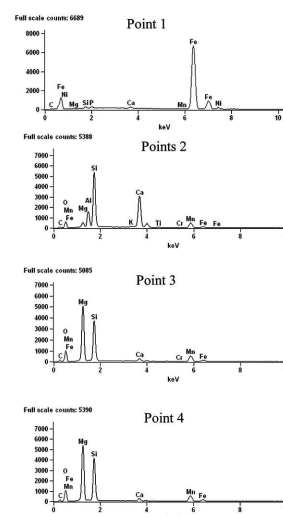 Full scale counts: 6689
Point 1
8000
6000
4000
2000
0
Fe
Ni
C
Mg
Si P
Ca
Mn
Fe
Fe
Ni
0
2
4
6
8
10
keV
Full scale counts: 5388
Points 2
7000
6000
5000
4000
3000
2000
1000
0
O
Mn
Fe
C
Mg
Al
Si
K
Ca
Ti
Cr
Mn
Fe
Fe
0
2
4
6
8
10
keV
Full scale counts: 5085
Point 3
7000
6000
5000
4000
3000
2000
1000
0
O
Mn
Fe
C
Mg
Si
Ca
Cr
Mn
Fe
0
2
4
6
8
10
keV
Full scale counts: 5390
Point 4
7000
6000
5000
4000
3000
2000
1000
0
O
Fe
Mn
C
Mg
Si
Ca
Mn
Fe